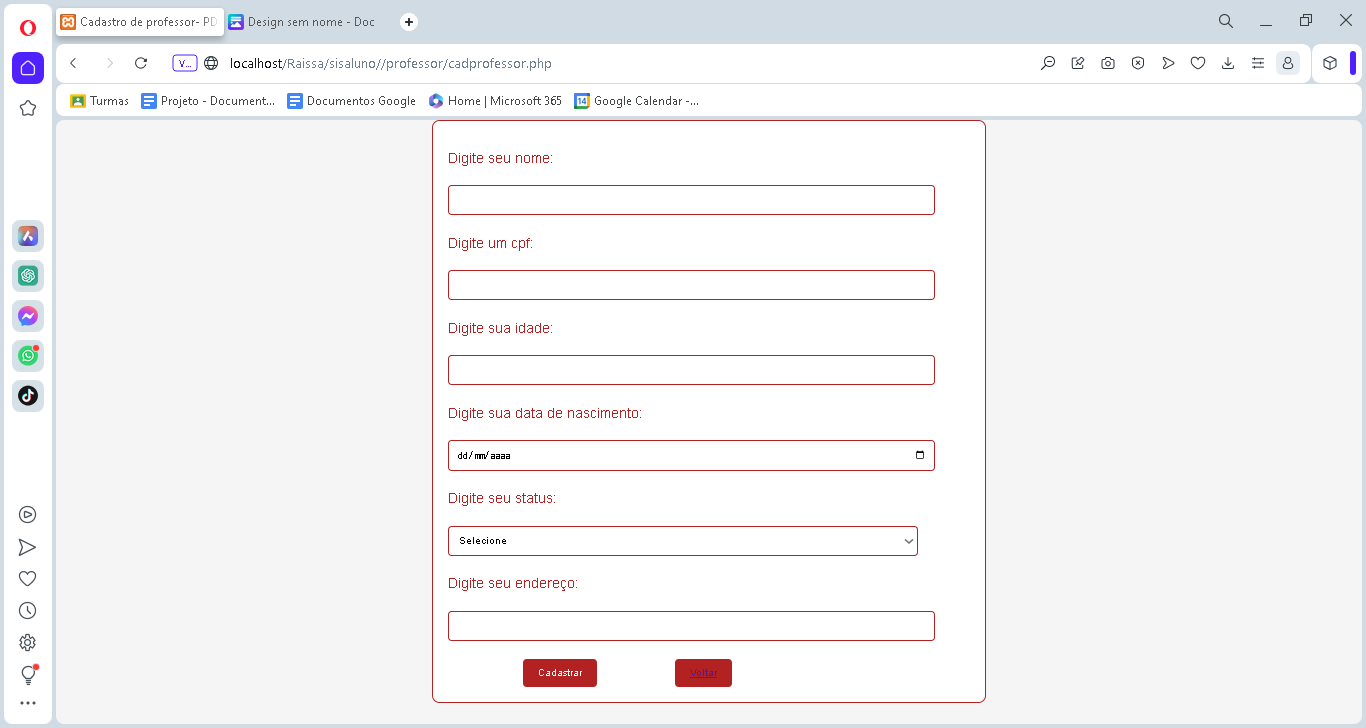 Cadastro de professor- PD
Design sem nome - Doc
V...
localhost/Raissa/sisaluno//professor/cadprofessor.php
Turmas
Projeto - Document...
Documentos Google
Home | Microsoft 365
14
Google Calendar -...
Digite seu nome:
Digite um cpf:
Digite sua idade:
Digite sua data de nascimento:
dd/mm/aaaa
Digite seu status:
Selecione
Digite seu endereço:
Cadastrar
Voltar